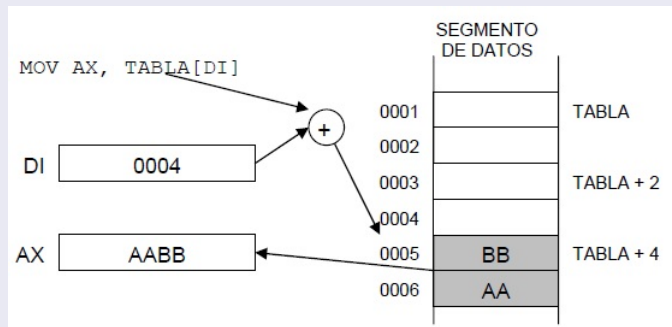 SEGMENTO
DE DATOS
MOV AX, TABLA[DI]
0001 TABLA
+
0002
DI 0004
0003 TABLA + 2
0004
AX AABB
0005 BB TABLA + 4
0006 AA